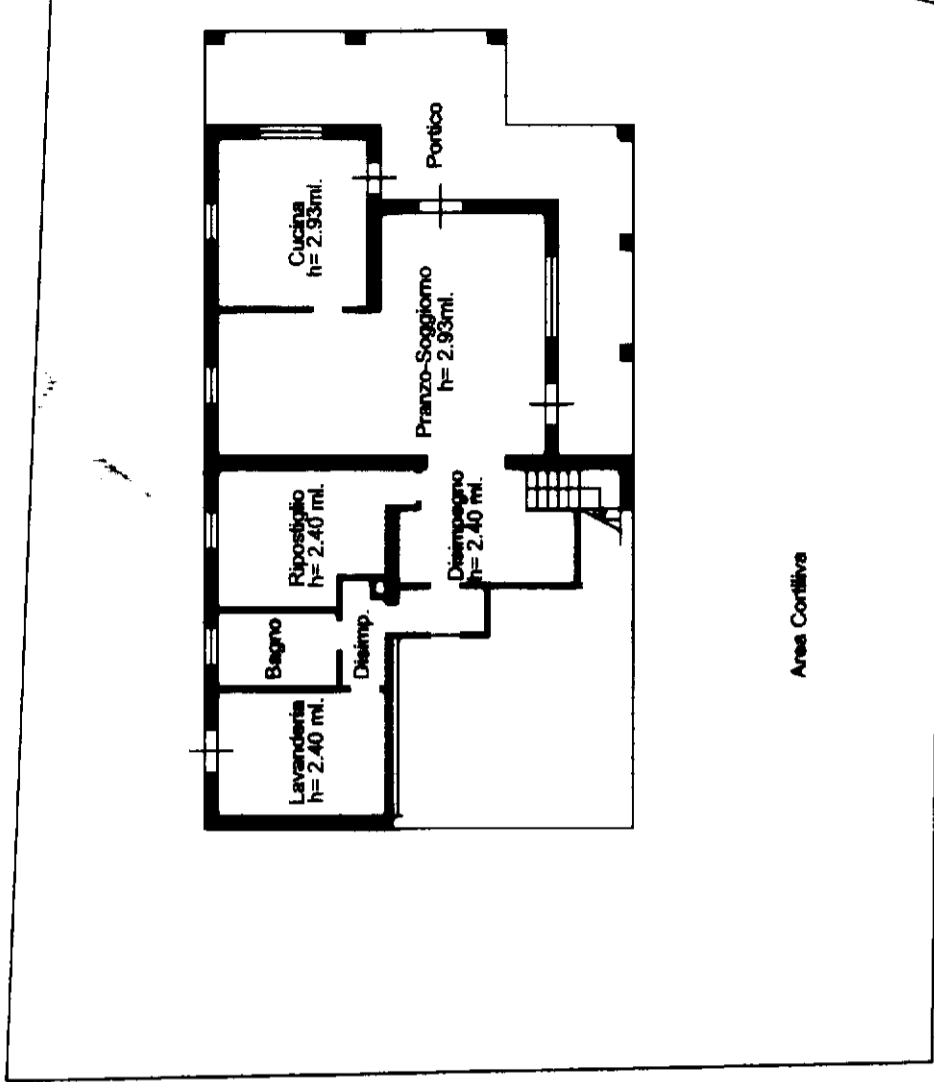 Lavanderia
h= 2.40 ml.
Bagno
Disimp.
Ripostiglio
h= 2.40 ml.
Disimpegno
h= 2.40 ml.
Pranzo-Soggiorno
h= 2.93ml.
Cucina
h= 2.93ml.
Portico
Area Cortiliva